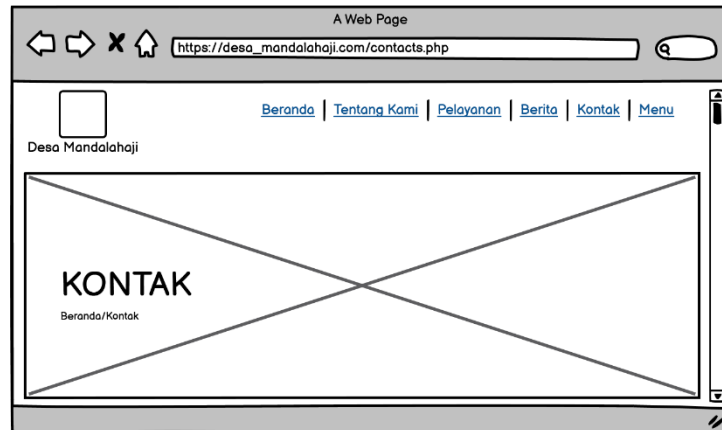 A Web Page
https://desa_mandalahaji.com/contacts.php
Beranda | Tentang Kami | Pelayanan | Berita | Kontak | Menu
Desa Mandalahaji
KONTAK
Beranda/Kontak